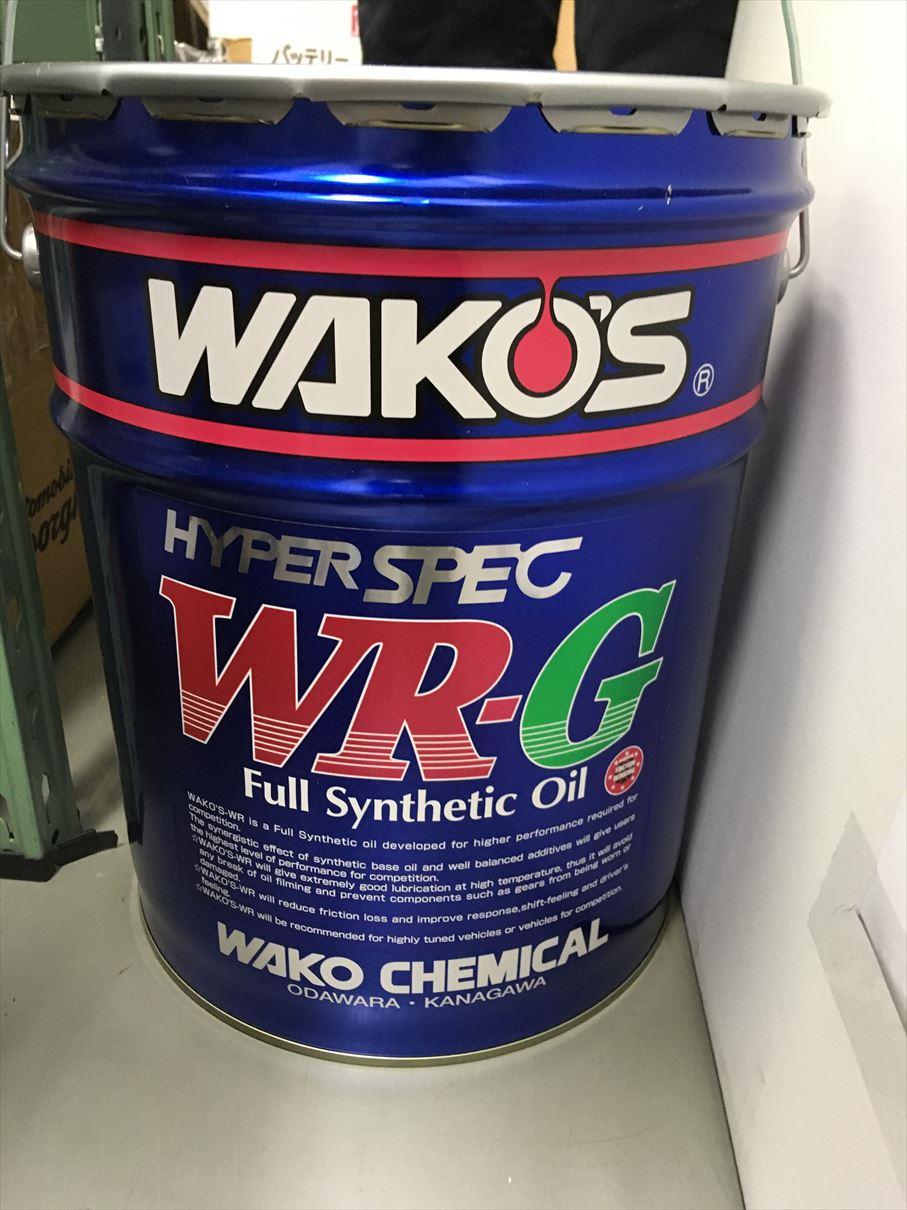 バッテリー
WAKO'S ®
HYPER SPEC
WR-G
Full Synthetic Oil
FRICTION
WAKO'S-WR is a Full Synthetic oil developed for higher performance required for
competition.
The synergistic effect of synthetic base oil and well balanced additives will give users
the highest level of performance for competition.
☆WAKO'S-WR will give extremely good lubrication at high temperature, thus it will avoid
any break of oil filming and prevent components such as gears from being worn or
damaged.
☆WAKO'S-WR will reduce friction loss and improve response,shift-feeling and driver's
feeling.
☆WAKO'S-WR will be recommended for highly tuned vehicles or vehicles for competition.
WAKO CHEMICAL
ODAWARA・KANAGAWA